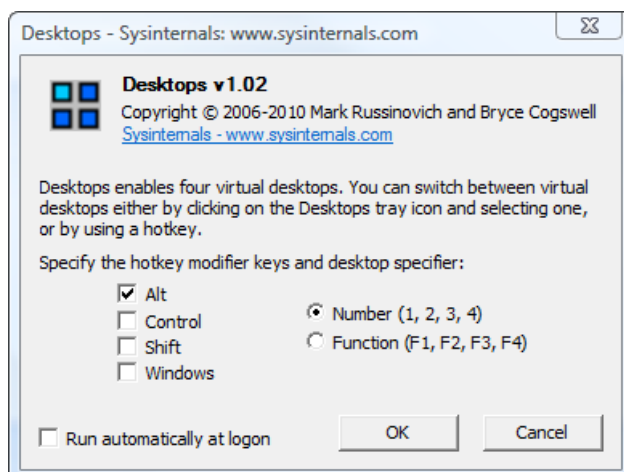 Desktops - Sysinternals: www.sysinternals.com
Desktops v1.02
Copyright © 2006-2010 Mark Russinovich and Bryce Cogswell
Sysinternals - www.sysinternals.com
Desktops enables four virtual desktops. You can switch between virtual
desktops either by clicking on the Desktops tray icon and selecting one,
or by using a hotkey.
Specify the hotkey modifier keys and desktop specifier:
Alt
Control
Shift
Windows
Number (1, 2, 3, 4)
Function (F1, F2, F3, F4)
Run automatically at logon
OK
Cancel